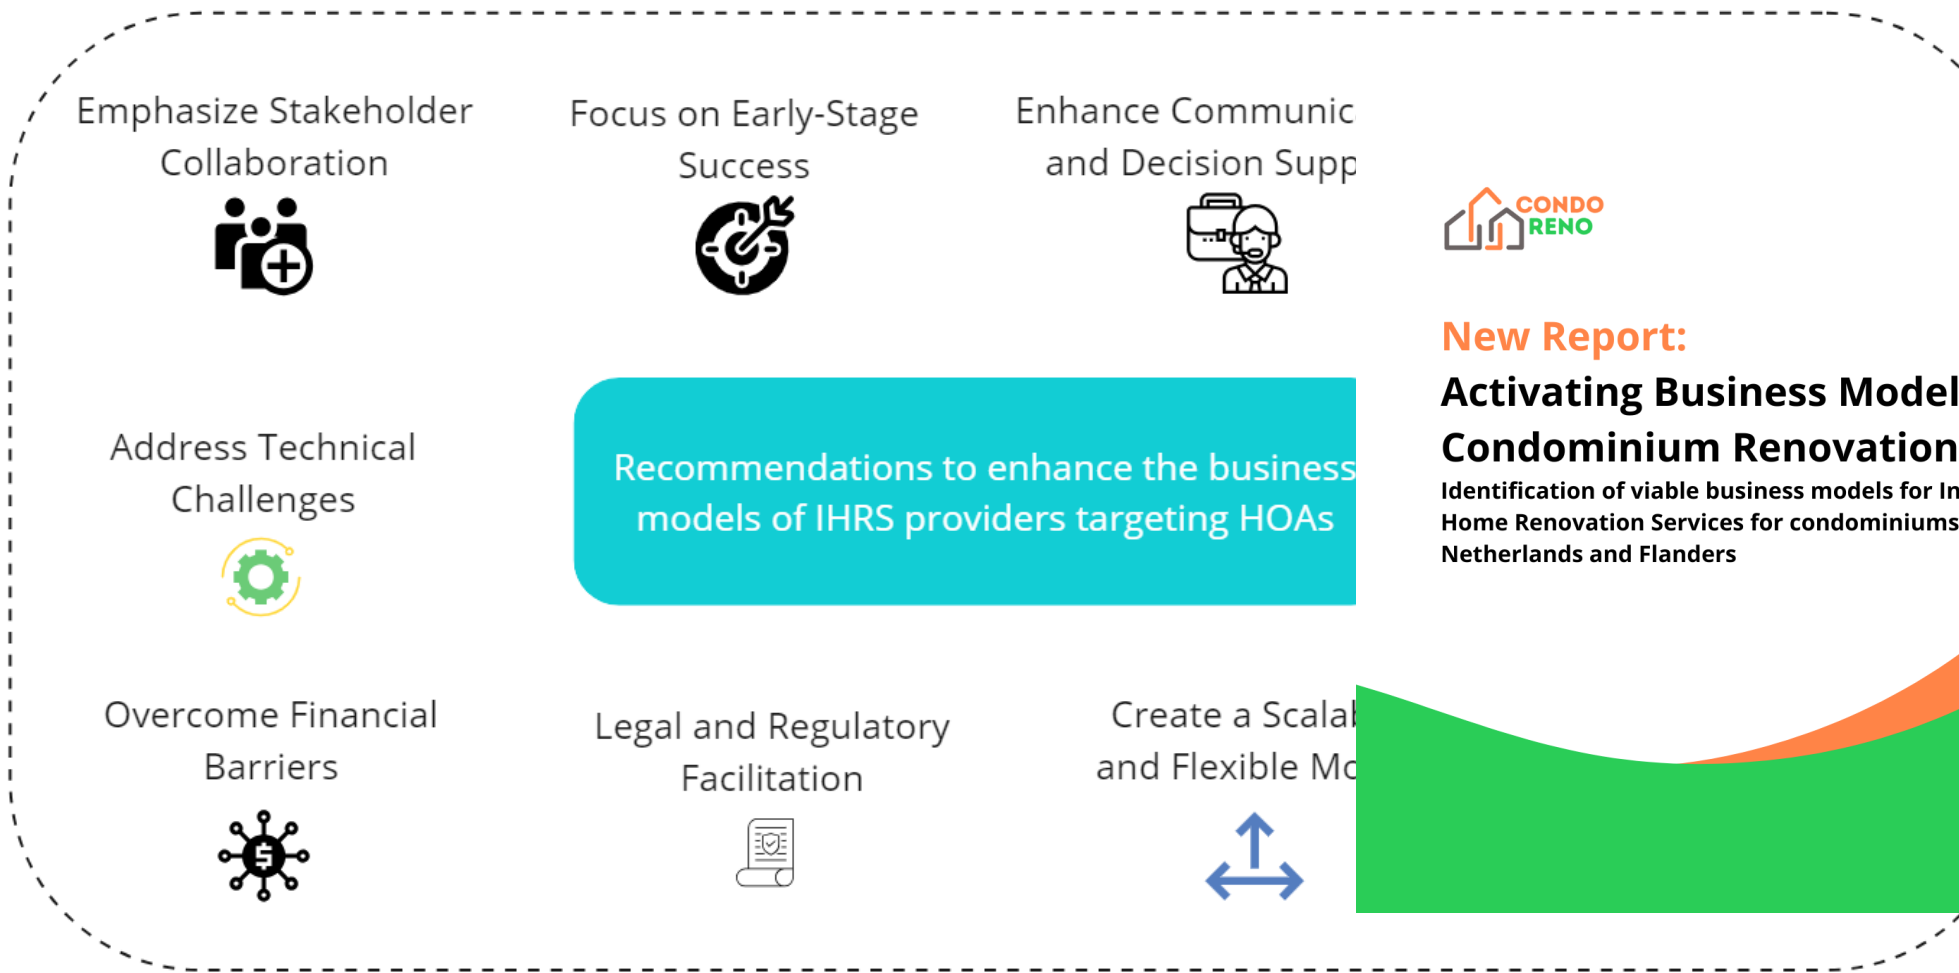 Emphasize Stakeholder
Collaboration
Focus on Early-Stage
Success
Enhance Communic
and Decision Supp
Address Technical
Challenges
Recommendations to enhance the business
models of IHRS providers targeting HOAs
Overcome Financial
Barriers
Legal and Regulatory
Facilitation
Create a Scalab
and Flexible Mo
CONDO
RENO
New Report:
Activating Business Model
Condominium Renovation
Identification of viable business models for In
Home Renovation Services for condominiums
Netherlands and Flanders